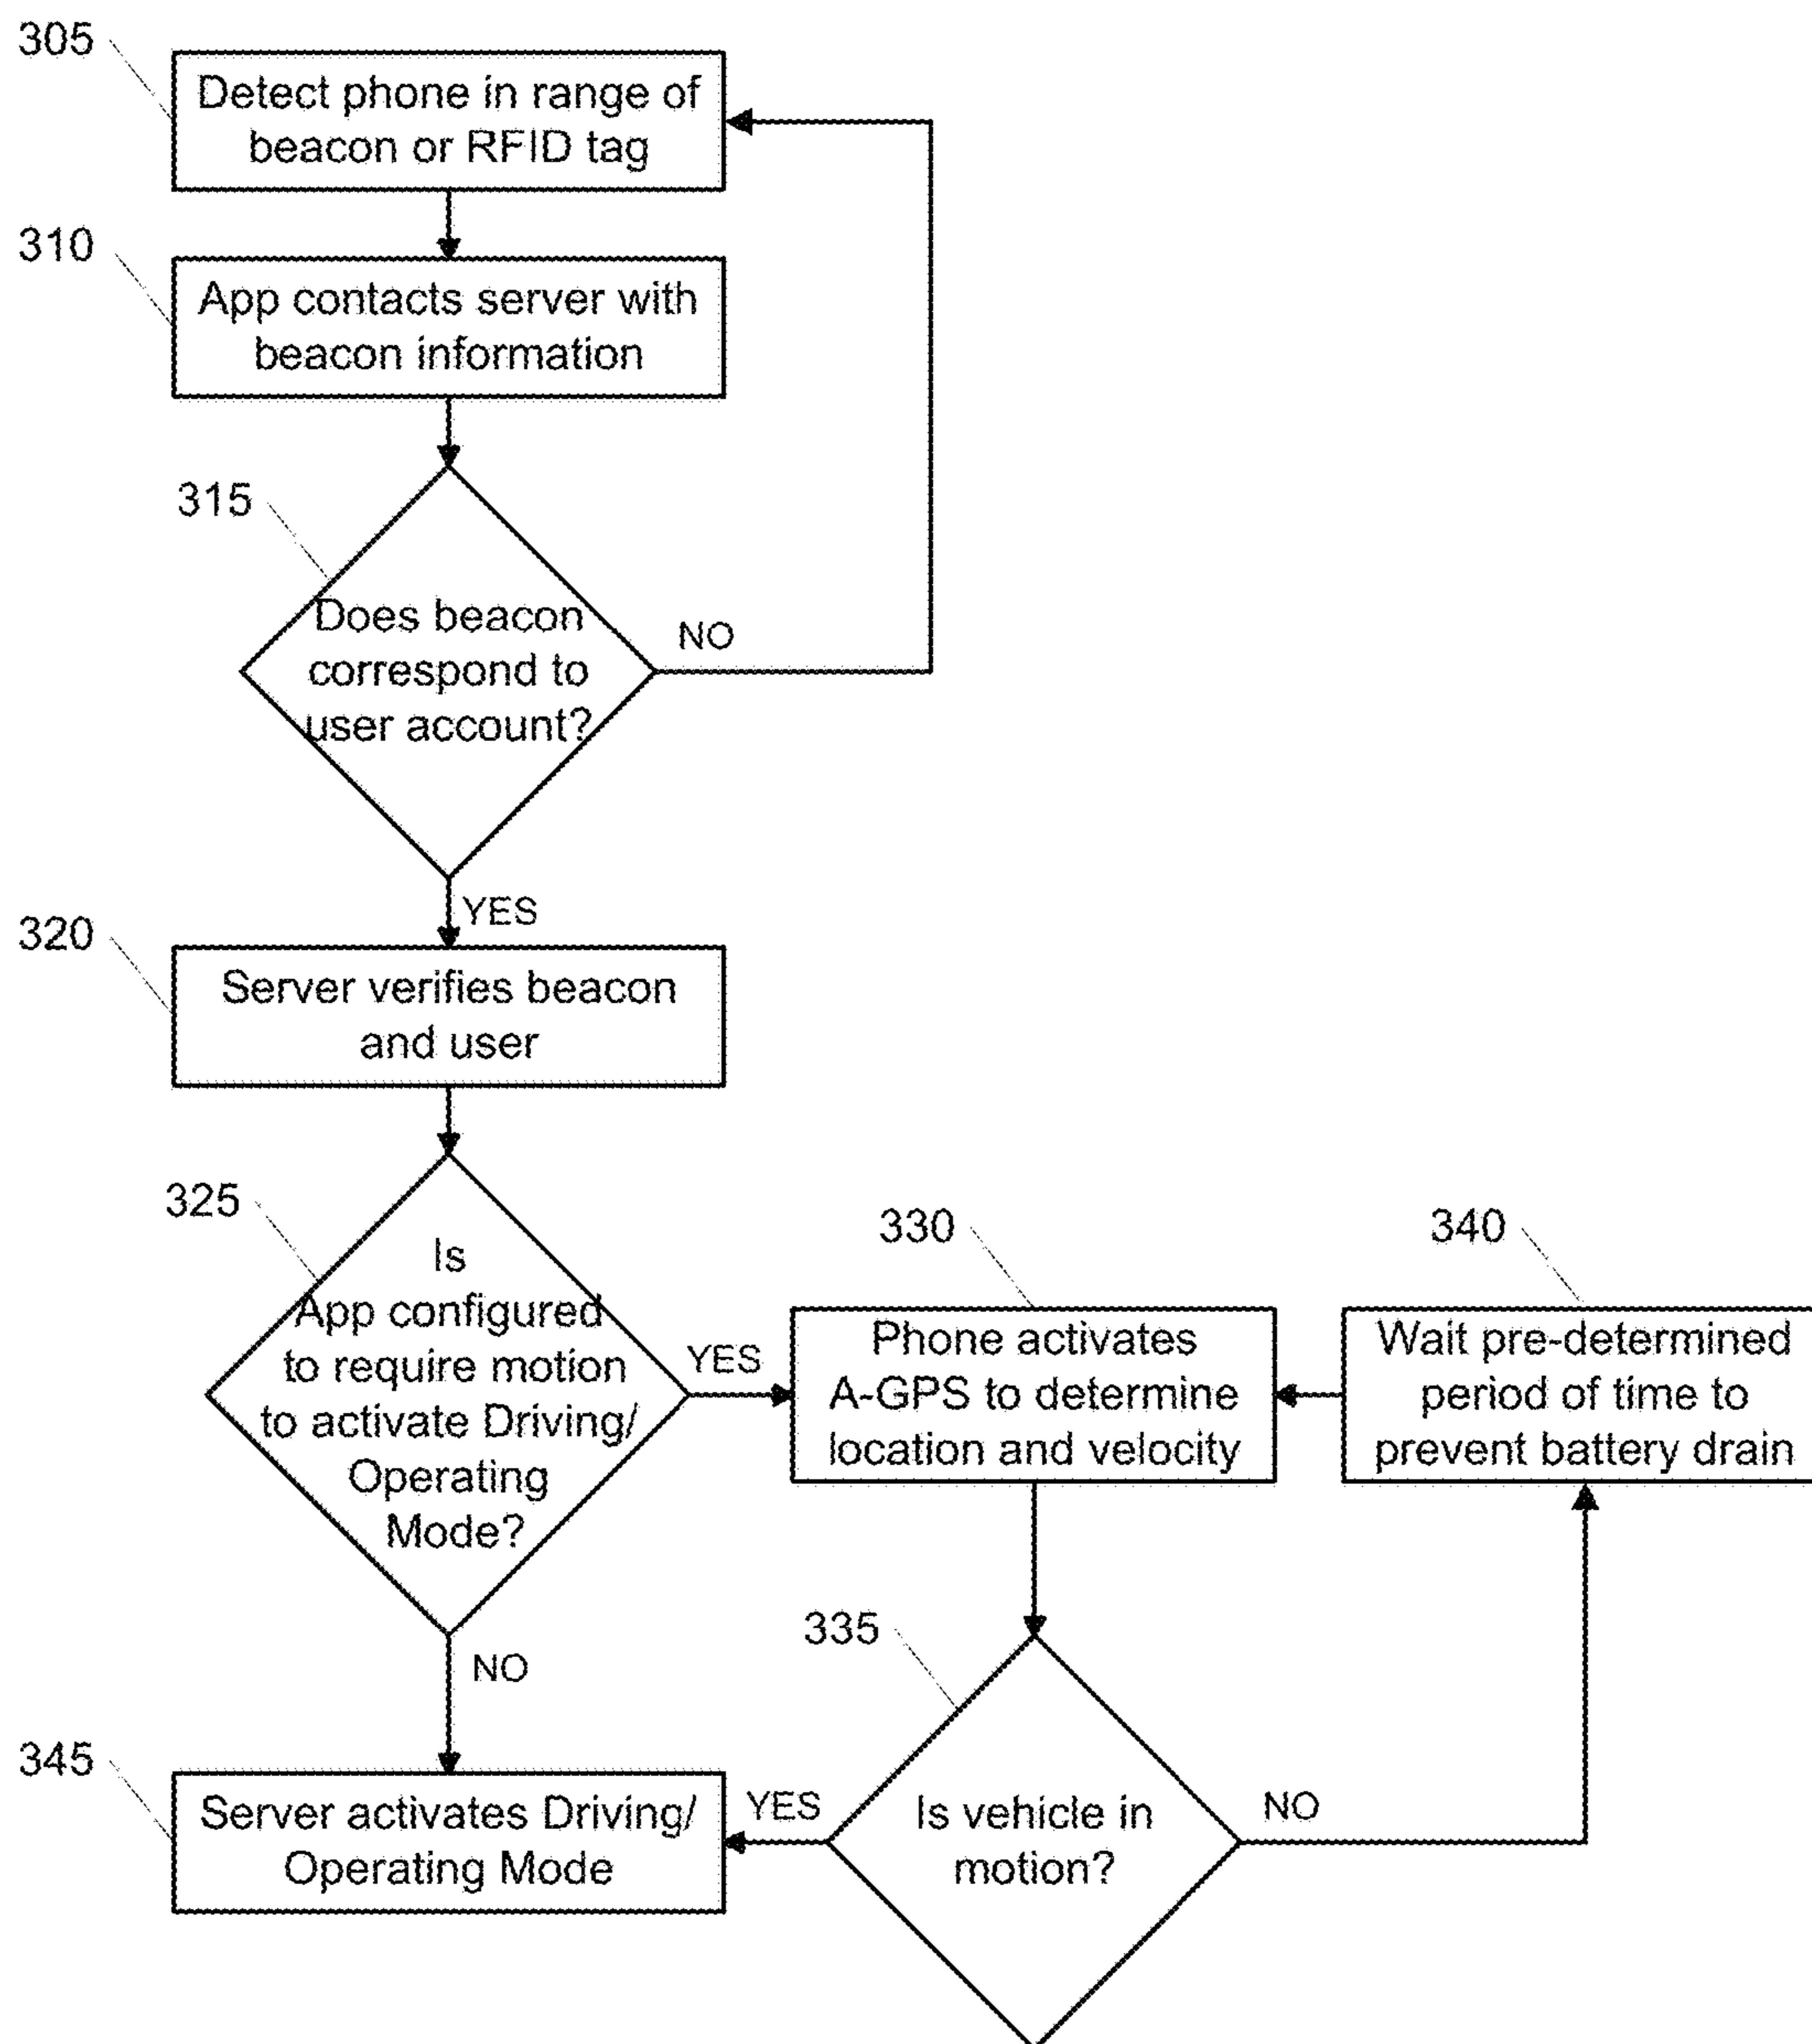 305
Detect phone in range of
beacon or RFID tag
310
App contacts server with
beacon information
315
Does beacon
correspond to
user account?
NO
YES
320
Server verifies beacon
and user
325
Is
App configured
to require motion
to activate Driving/
Operating
Mode?
YES
NO
330
Phone activates
A-GPS to determine
location and velocity
340
Wait pre-determined
period of time to
prevent battery drain
335
Is vehicle in
motion?
YES
NO
345
Server activates Driving/
Operating Mode